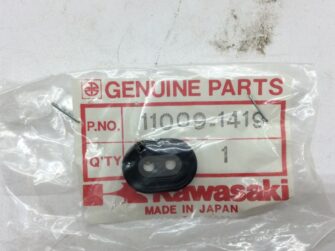 GENUINE PARTS
P.NO. 11009-1419
Q'TY 1
Kawasaki
MADE IN JAPAN